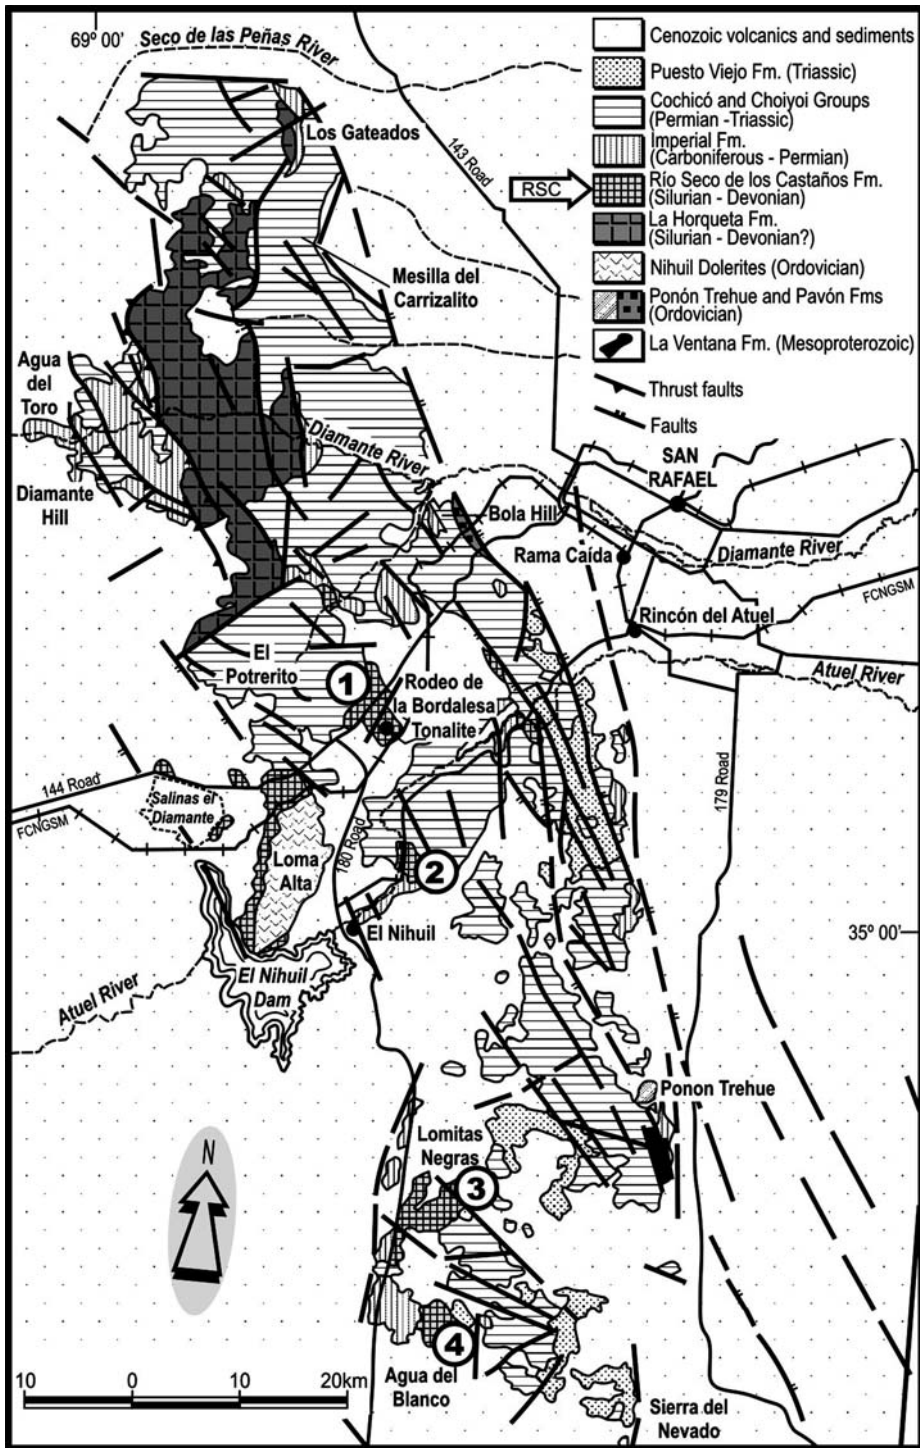 69º 00'
Seco de las Peñas River
Cenozoic volcanics and sediments
Puesto Viejo Fm. (Triassic)
Cochicó and Choiyoi Groups
(Permian -Triassic)
Imperial Fm.
(Carboniferous - Permian)
RSC
Río Seco de los Castaños Fm.
(Silurian - Devonian)
La Horqueta Fm.
(Silurian - Devonian?)
Nihuil Dolerites (Ordovician)
Ponón Trehue and Pavón Fms
(Ordovician)
La Ventana Fm. (Mesoproterozoic)
Thrust faults
Faults
Los Gateados
143 Road
Mesilla del
Carrizalito
Agua
del
Toro
Diamante River
Diamante
Hill
SAN
RAFAEL
Bola Hill
Rama Caída
Diamante River
FCNGSM
Rincón del Atuel
Atuel River
El
Potrerito
1
Rodeo de
la Bordalesa
Tonalite
144 Road
Salinas el
Diamante
FCNGSM
179 Road
180 Road
Loma
Alta
2
El Nihuil
35º 00'
El Nihuil
Dam
Atuel River
Ponon Trehue
Lomitas
Negras
3
N
4
Agua del
Blanco
10 0 10 20km
Sierra del
Nevado